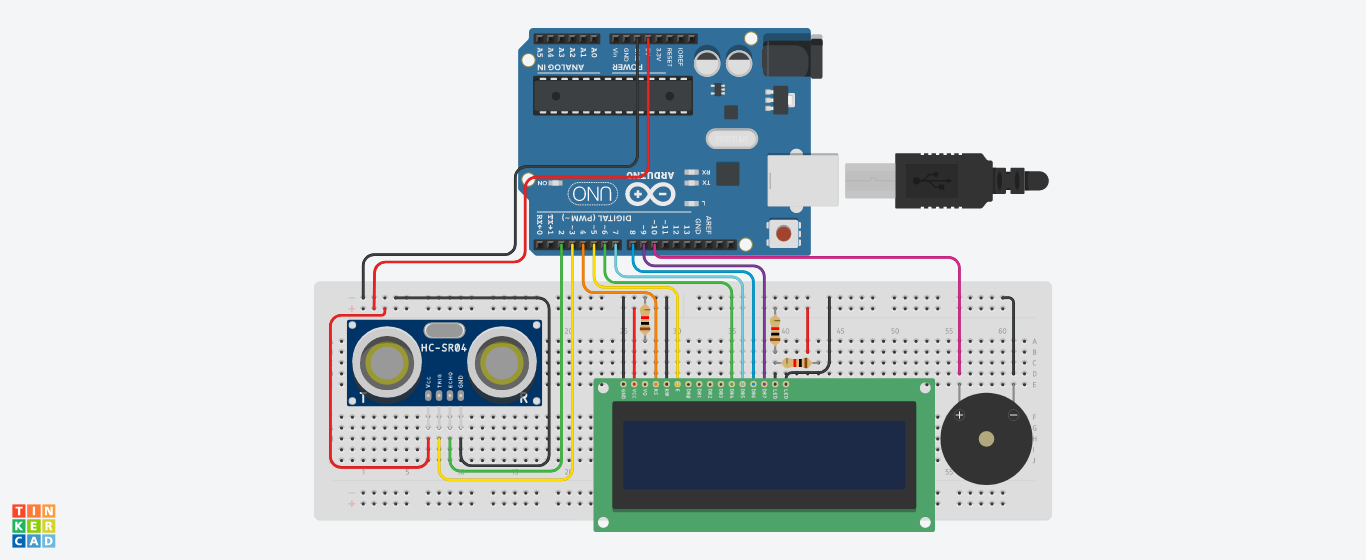 A5 A4 A3 A2 A1 A0
Vin GND 5V 3.3V RESET IOREF
ANALOG IN
POWER
RX
TX
ARDUINO
ON
UNO
L
DIGITAL (PWM~)
RX←0 TX→1 2 ~3 4 ~5 ~6 7 8 ~9 ~10 ~11 12 13 GND AREF
HC-SR04
VCC TRIG ECHO GND
T R
20 25 30 35 40 45 50 55 60
A
B
C
D
E
F
G
H
I
J
GND VCC VO RS RW E DB0 DB1 DB2 DB3 DB4 DB5 DB6 DB7 LED LED
+ −
1 5 10 15 20 55
TIN
KER
CAD